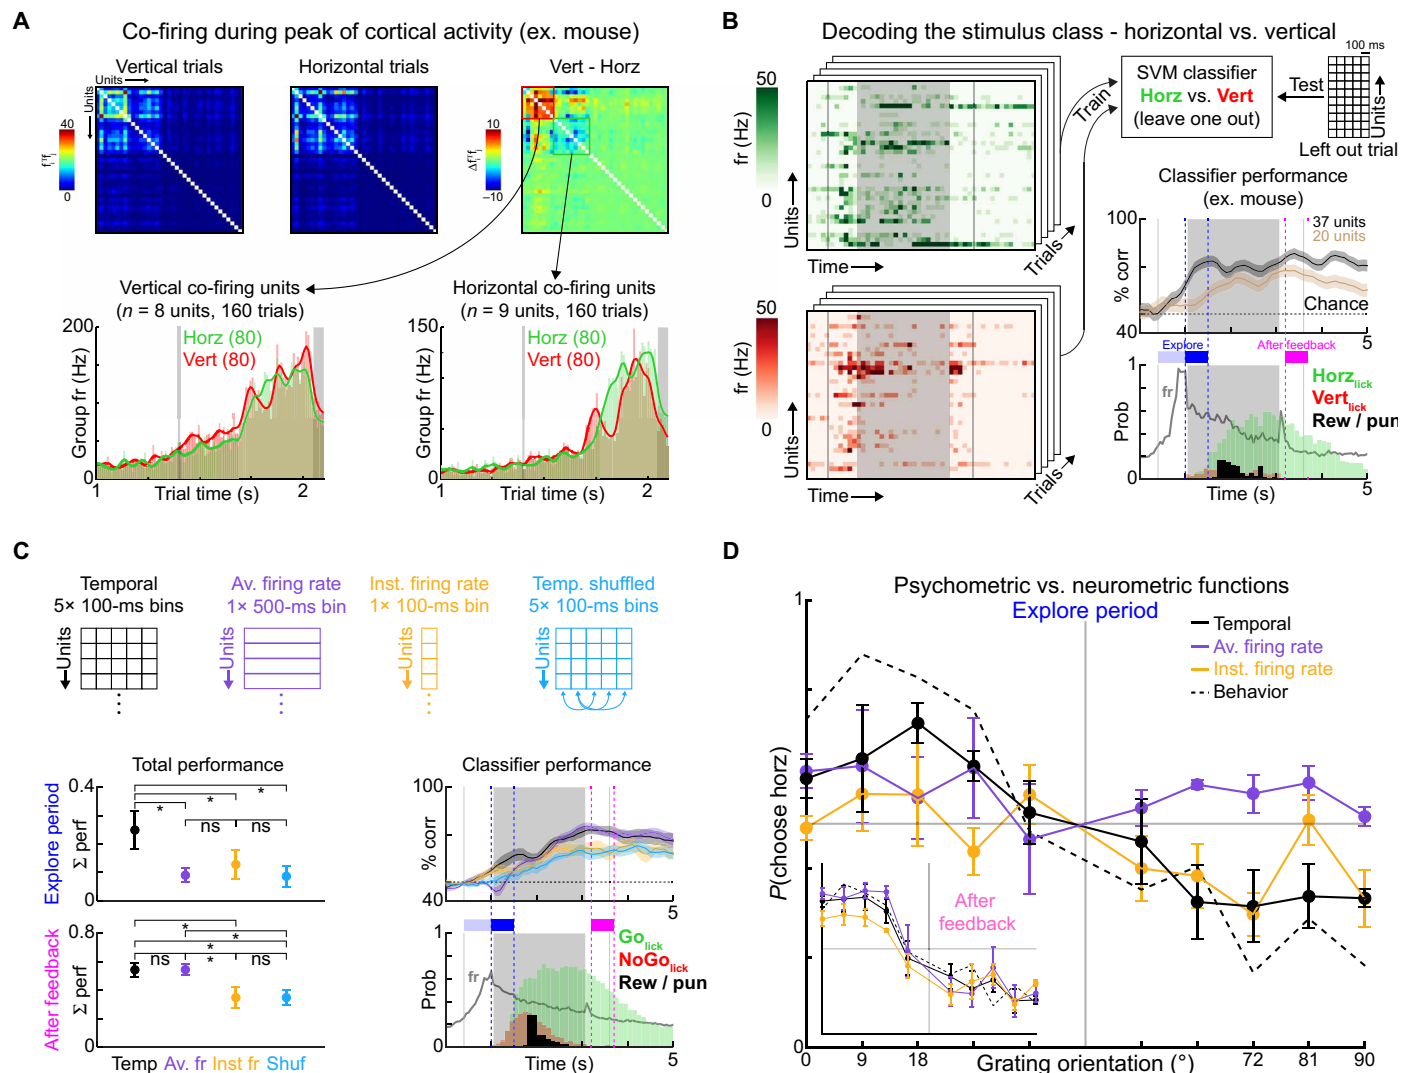 A
Co-firing during peak of cortical activity (ex. mouse)
Vertical trials
Horizontal trials
Vert - Horz
Units
Units
40
0
10
−10
Vertical co-firing units
(n = 8 units, 160 trials)
Horizontal co-firing units
(n = 9 units, 160 trials)
200
0
Group fr (Hz)
Horz (80)
Vert (80)
1
Trial time (s)
2
150
0
Group fr (Hz)
Horz (80)
Vert (80)
1
Trial time (s)
2
B
Decoding the stimulus class - horizontal vs. vertical
50
fr (Hz)
0
Units
Time
Trials
50
fr (Hz)
0
Units
Time
Trials
Train
SVM classifier
Horz vs. Vert
(leave one out)
Test
100 ms
Units
Left out trial
Classifier performance
(ex. mouse)
100
% corr
40
37 units
20 units
Chance
5
Explore
After feedback
1
Prob
0
fr
Horz lick
Vert lick
Rew / pun
Time (s)
5
C
Temporal
5× 100-ms bins
Av. firing rate
1× 500-ms bin
Inst. firing rate
1× 100-ms bin
Temp. shuffled
5× 100-ms bins
Units
Units
Units
Units
Total performance
Explore period
0.4
Σ perf
0
*
*
*
ns
ns
After feedback
0.8
Σ perf
0
*
*
*
ns
*
ns
Temp Av. fr Inst fr Shuf
Classifier performance
100
% corr
40
5
1
Prob
0
fr
Go lick
NoGo lick
Rew / pun
Time (s)
5
D
Psychometric vs. neurometric functions
Explore period
Temporal
Av. firing rate
Inst. firing rate
Behavior
1
P(choose horz)
0
After
feedback
0
9
18
Grating orientation (°)
72
81
90